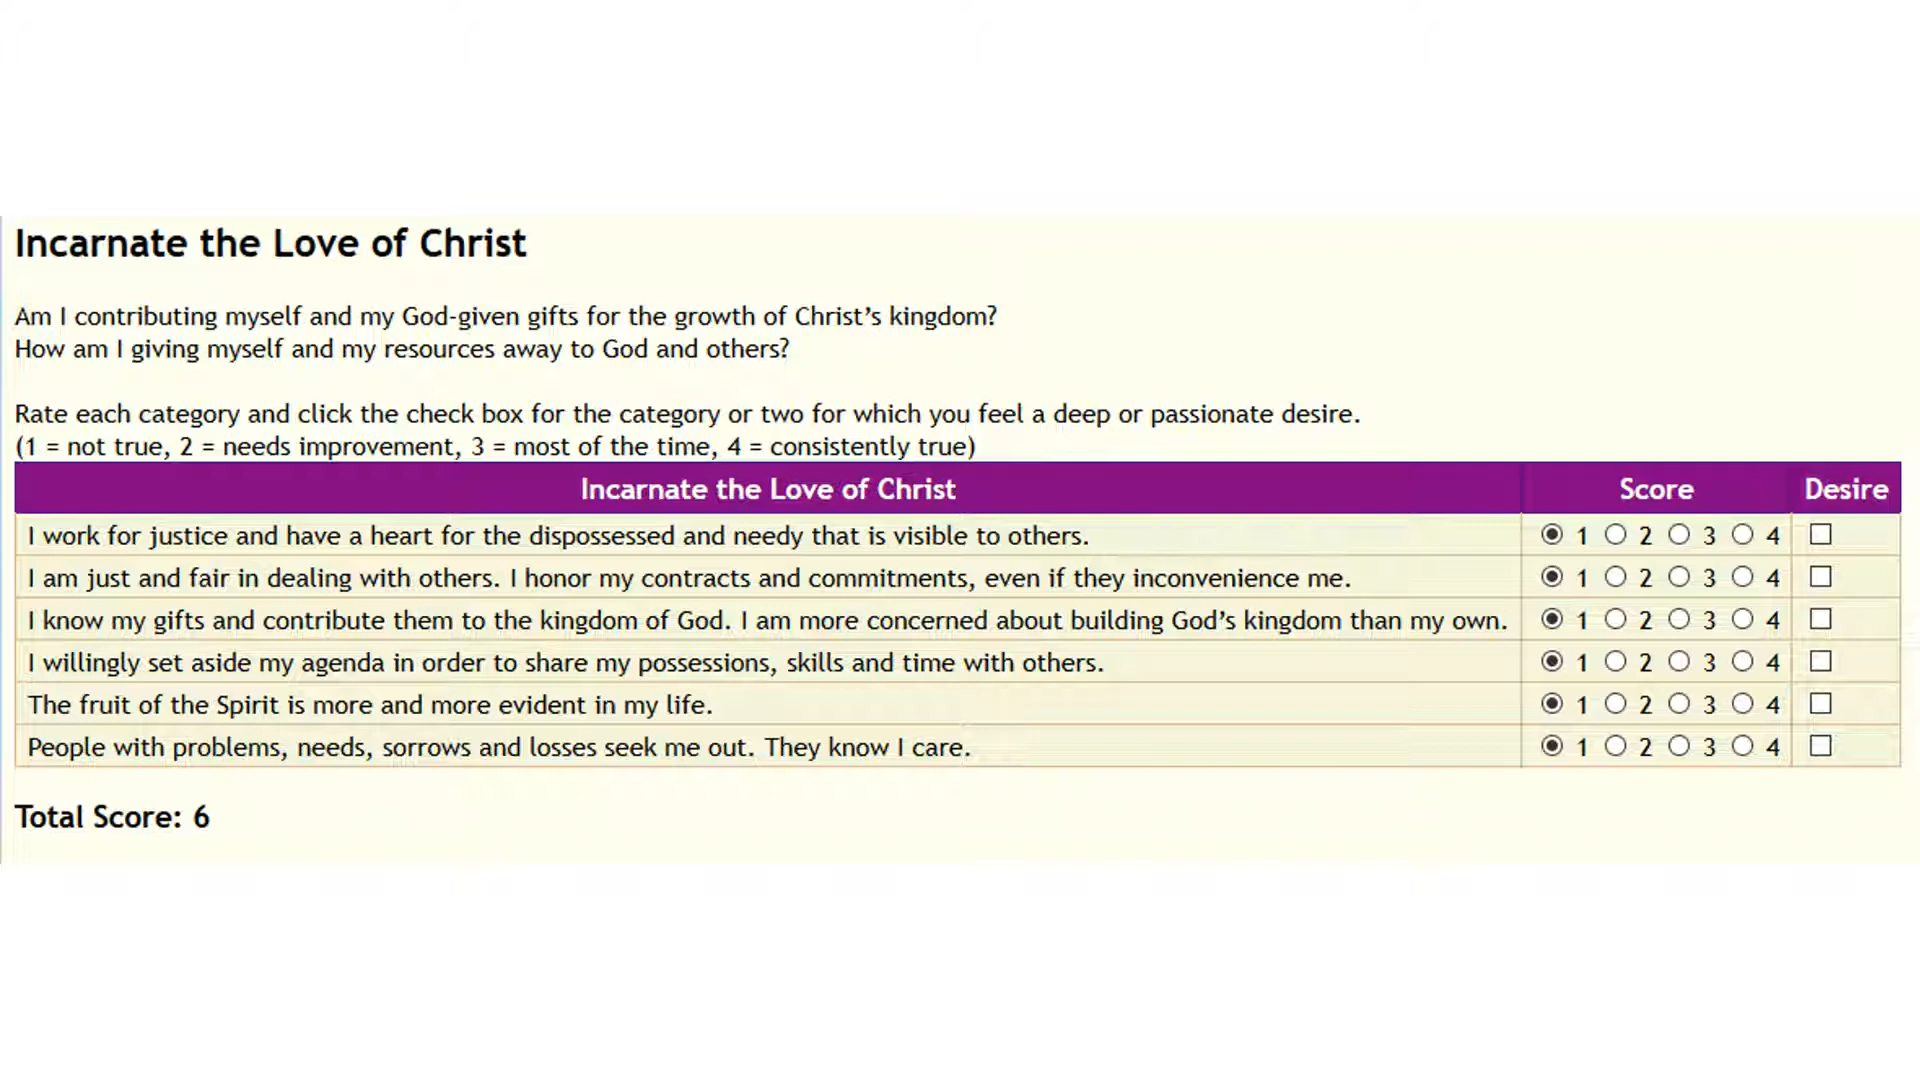 Incarnate the Love of Christ
Am I contributing myself and my God-given gifts for the growth of Christ’s kingdom?
How am I giving myself and my resources away to God and others?
Rate each category and click the check box for the category or two for which you feel a deep or passionate desire.
(1 = not true, 2 = needs improvement, 3 = most of the time, 4 = consistently true)
Incarnate the Love of Christ Score Desire
I work for justice and have a heart for the dispossessed and needy that is visible to others. 1 2 3 4
I am just and fair in dealing with others. I honor my contracts and commitments, even if they inconvenience me. 1 2 3 4
I know my gifts and contribute them to the kingdom of God. I am more concerned about building God’s kingdom than my own. 1 2 3 4
I willingly set aside my agenda in order to share my possessions, skills and time with others. 1 2 3 4
The fruit of the Spirit is more and more evident in my life. 1 2 3 4
People with problems, needs, sorrows and losses seek me out. They know I care. 1 2 3 4
Total Score: 6